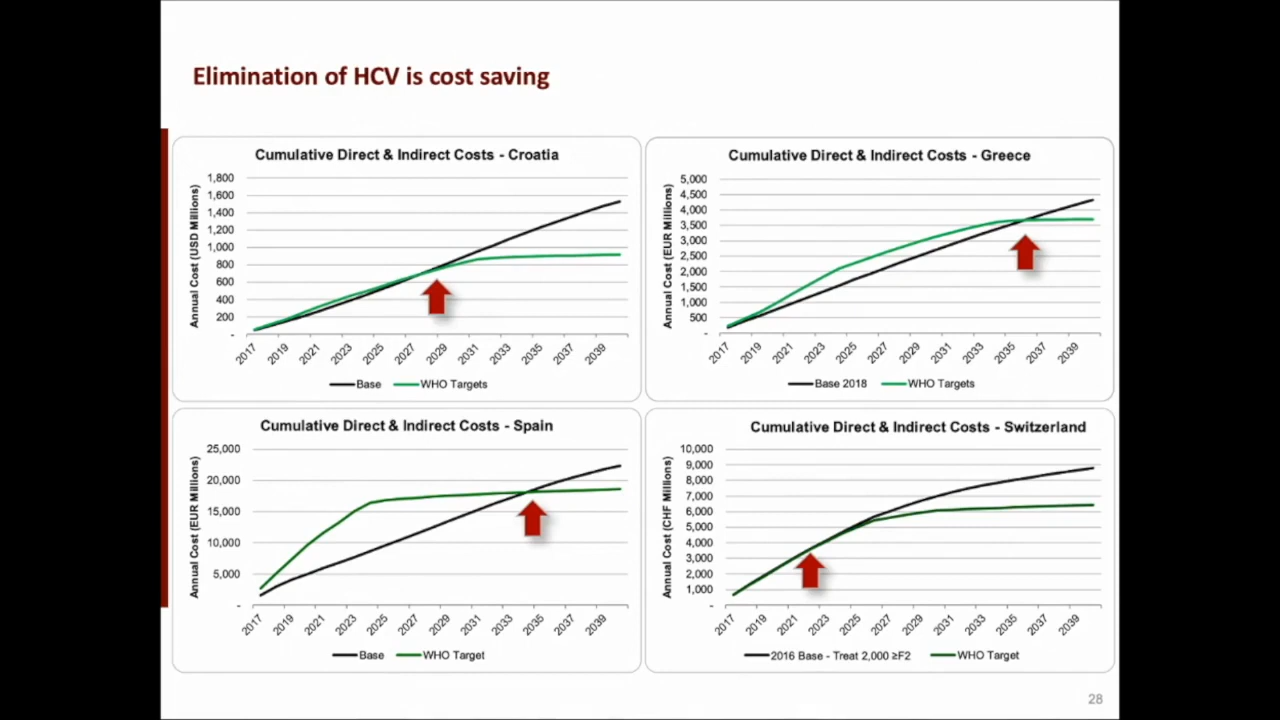 Elimination of HCV is cost saving
Cumulative Direct & Indirect Costs - Croatia
Annual Cost (USD Millions)
1,800
1,600
1,400
1,200
1,000
800
600
400
200
-
2017 2019 2021 2023 2025 2027 2029 2031 2033 2035 2037 2039
Base WHO Targets
Cumulative Direct & Indirect Costs - Greece
Annual Cost (EUR Millions)
5,000
4,500
4,000
3,500
3,000
2,500
2,000
1,500
1,000
500
-
2017 2019 2021 2023 2025 2027 2029 2031 2033 2035 2037 2039
Base 2018 WHO Targets
Cumulative Direct & Indirect Costs - Spain
Annual Cost (EUR Millions)
25,000
20,000
15,000
10,000
5,000
-
2017 2019 2021 2023 2025 2027 2029 2031 2033 2035 2037 2039
Base WHO Target
Cumulative Direct & Indirect Costs - Switzerland
Annual Cost (CHF Millions)
10,000
9,000
8,000
7,000
6,000
5,000
4,000
3,000
2,000
1,000
-
2017 2019 2021 2023 2025 2027 2029 2031 2033 2035 2037 2039
2016 Base - Treat 2,000 ≥F2 WHO Target
28